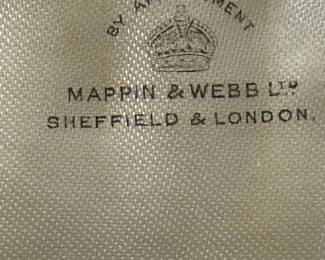 BY APPOINTMENT
MAPPIN & WEBB LTD.
SHEFFIELD & LONDON.